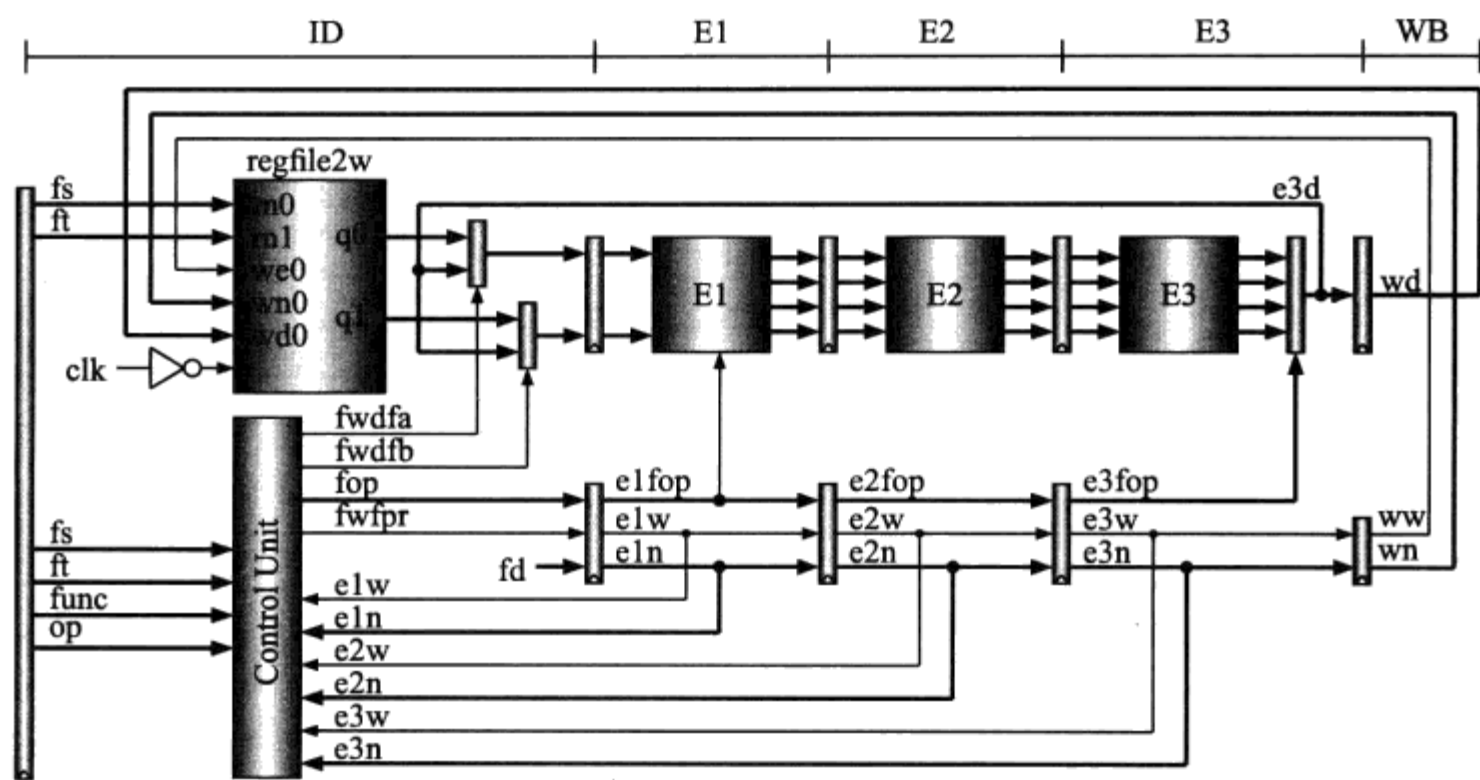 ID E1 E2 E3 WB
regfile2w
fs
ft
rn0
rn1
we0
wn0
wd0
q0
q1
clk
e3d
E1
E2
E3
wd
fwdfa
fwdfb
fop
fwfpr
fd
e1fop
e1w
e1n
e2fop
e2w
e2n
e3fop
e3w
e3n
ww
wn
fs
ft
func
op
Control Unit
e1w
e1n
e2w
e2n
e3w
e3n